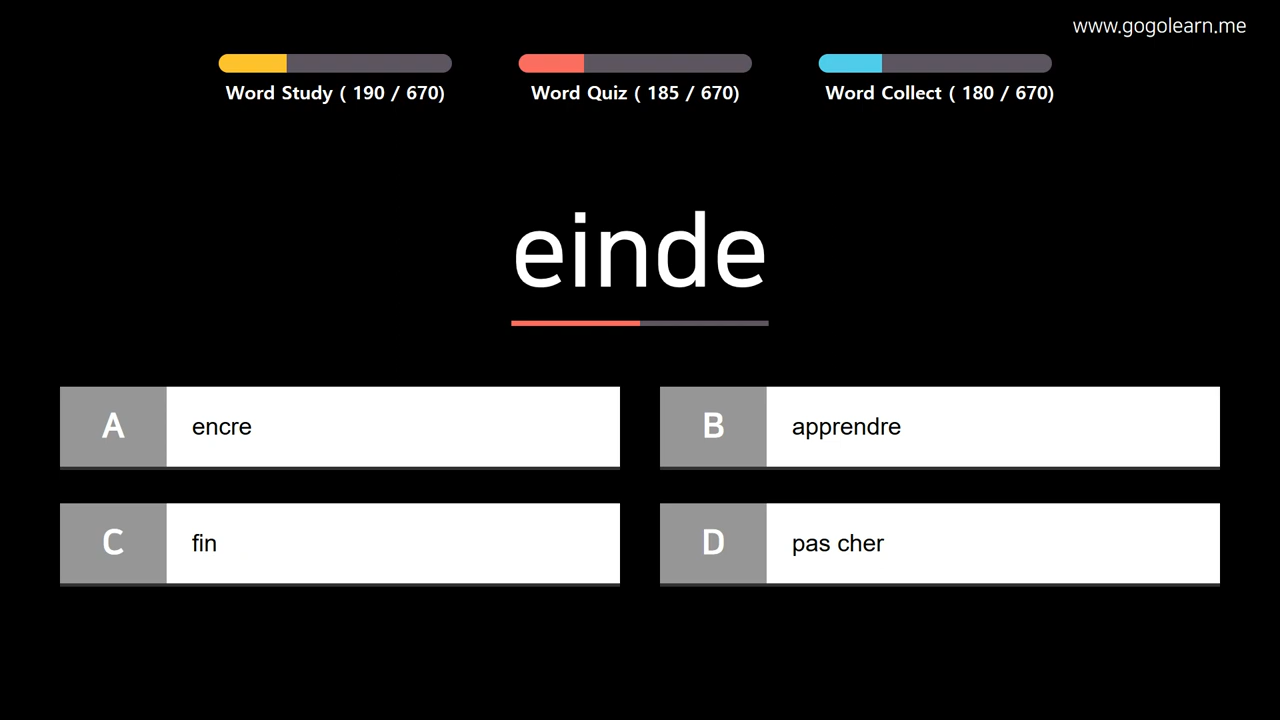 www.gogolearn.me
Word Study ( 190 / 670)
Word Quiz ( 185 / 670)
Word Collect ( 180 / 670)
einde
A
encre
B
apprendre
C
fin
D
pas cher